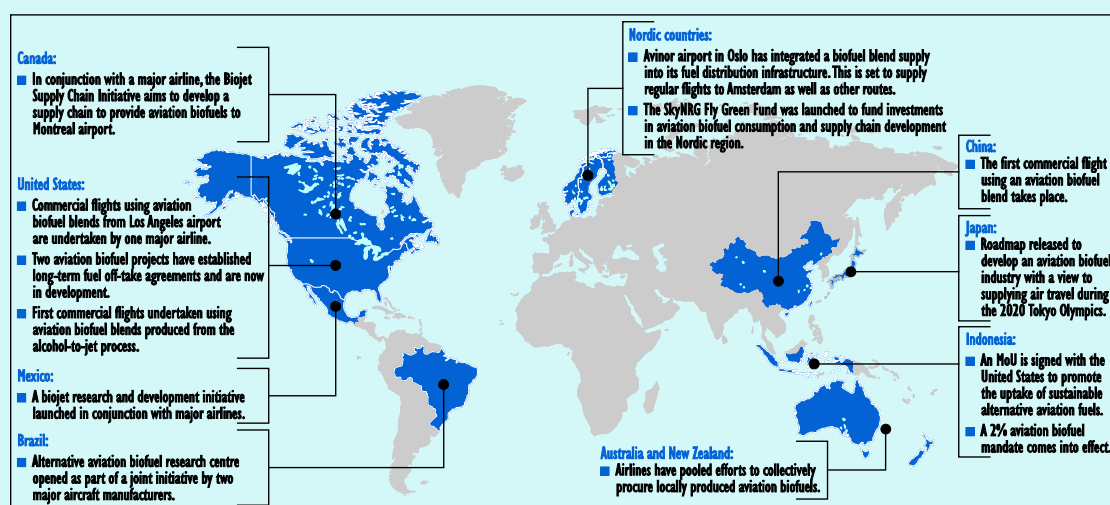 Canada:
In conjunction with a major airline, the Biojet
Supply Chain Initiative aims to develop a
supply chain to provide aviation biofuels to
Montreal airport.
United States:
Commercial flights using aviation
biofuel blends from Los Angeles airport
are undertaken by one major airline.
Two aviation biofuel projects have established
long-term fuel off-take agreements and are now
in development.
First commercial flights undertaken using
aviation biofuel blends produced from the
alcohol-to-jet process.
Mexico:
A biojet research and development initiative
launched in conjunction with major airlines.
Brazil:
Alternative aviation biofuel research centre
opened as part of a joint initiative by two
major aircraft manufacturers.
Nordic countries:
Avinor airport in Oslo has integrated a biofuel blend supply
into its fuel distribution infrastructure. This is set to supply
regular flights to Amsterdam as well as other routes.
The SkyNRG Fly Green Fund was launched to fund investments
in aviation biofuel consumption and supply chain development
in the Nordic region.
China:
The first commercial flight
using an aviation biofuel
blend takes place.
Japan:
Roadmap released to
develop an aviation biofuel
industry with a view to
supplying air travel during
the 2020 Tokyo Olympics.
Indonesia:
An MoU is signed with the
United States to promote
the uptake of sustainable
alternative aviation fuels.
A 2% aviation biofuel
mandate comes into effect.
Australia and New Zealand:
Airlines have pooled efforts to collectively
procure locally produced aviation biofuels.